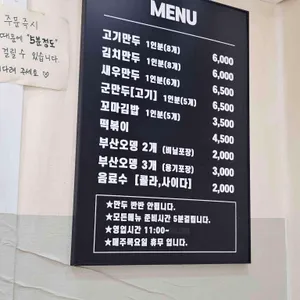 주문즉시
때문에 "5분정도"
걸릴수 있습니다
MENU
고기만두 1인분(8개) 6,000
김치만두 1인분(8개) 6,000
새우만두 1인분(6개) 6,500
군만두[고기] 1인분(5개) 6,500
꼬마김밥 1인분(5개) 3,500
떡볶이 4,500
부산오뎅 2개 (비닐포장) 2,000
부산오뎅 3개 (용기포장) 3,000
음료수 [콜라,사이다] 2,000
★만두 반반 안됩니다.
★모든메뉴 준비시간 5분걸립니다.
★영업시간 11:00~
★매주목요일 휴무 입니다.